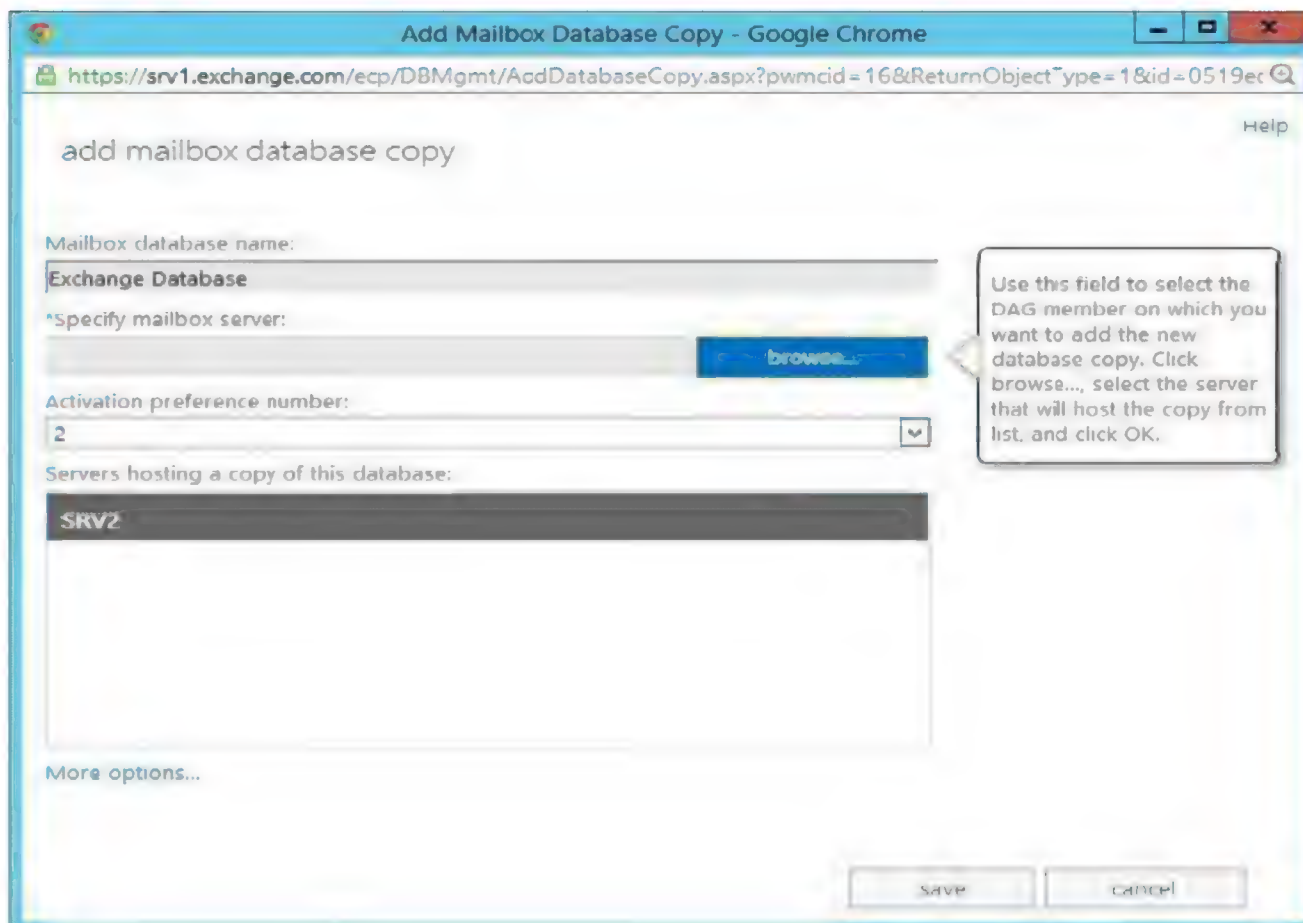 Add Mailbox Database Copy - Google Chrome
https://srv1.exchange.com/ecp/DBMgmt/AddDatabaseCopy.aspx?pwmcid=16&ReturnObjectType=1&id=0519ec
Help
add mailbox database copy
Mailbox database name:
Exchange Database
*Specify mailbox server:
browse...
Activation preference number:
2
Servers hosting a copy of this database:
SRV2
Use this field to select the
DAG member on which you
want to add the new
database copy. Click
browse..., select the server
that will host the copy from
list, and click OK.
More options...
save
cancel